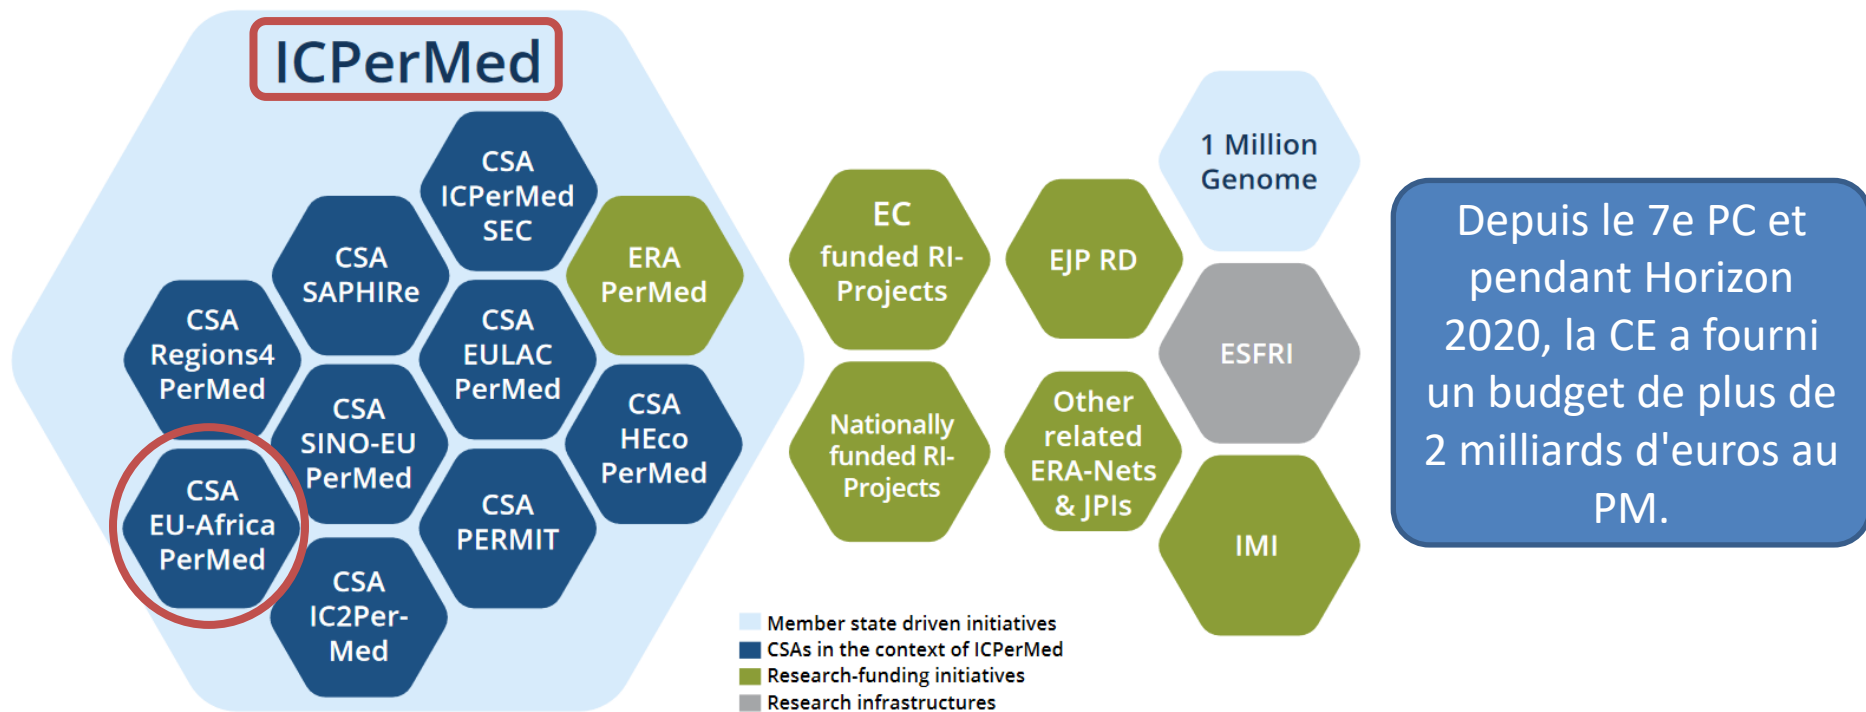 ICPerMed
CSA
ICPerMed
SEC
CSA
SAPHIRe
ERA
PerMed
CSA
Regions4
PerMed
CSA
EULAC
PerMed
CSA
SINO-EU
PerMed
CSA
HEco
PerMed
CSA
EU-Africa
PerMed
CSA
PERMIT
CSA
IC2Per-
Med
EC
funded RI-
Projects
EJP RD
1 Million
Genome
ESFRI
Nationally
funded RI-
Projects
Other
related
ERA-Nets
& JPIs
IMI
Member state driven initiatives
CSAs in the context of ICPerMed
Research-funding initiatives
Research infrastructures
Depuis le 7e PC et
pendant Horizon
2020, la CE a fourni
un budget de plus de
2 milliards d'euros au
PM.